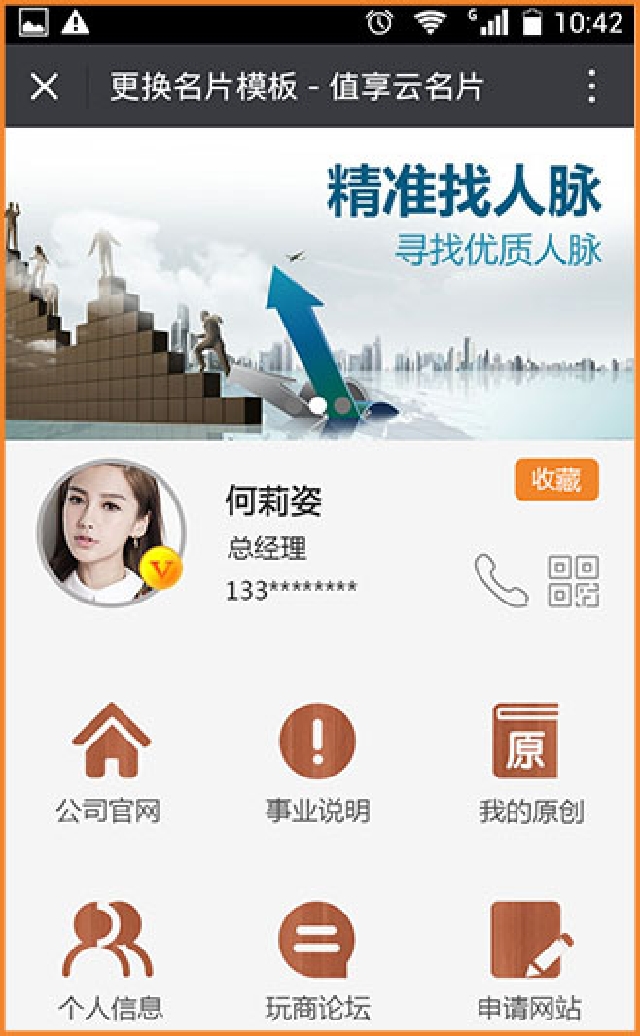 G 10:42
更换名片模板 - 值享云名片
精准找人脉
寻找优质人脉
收藏
何莉姿
总经理
133********
V
公司官网
事业说明
原
我的原创
个人信息
玩商论坛
申请网站